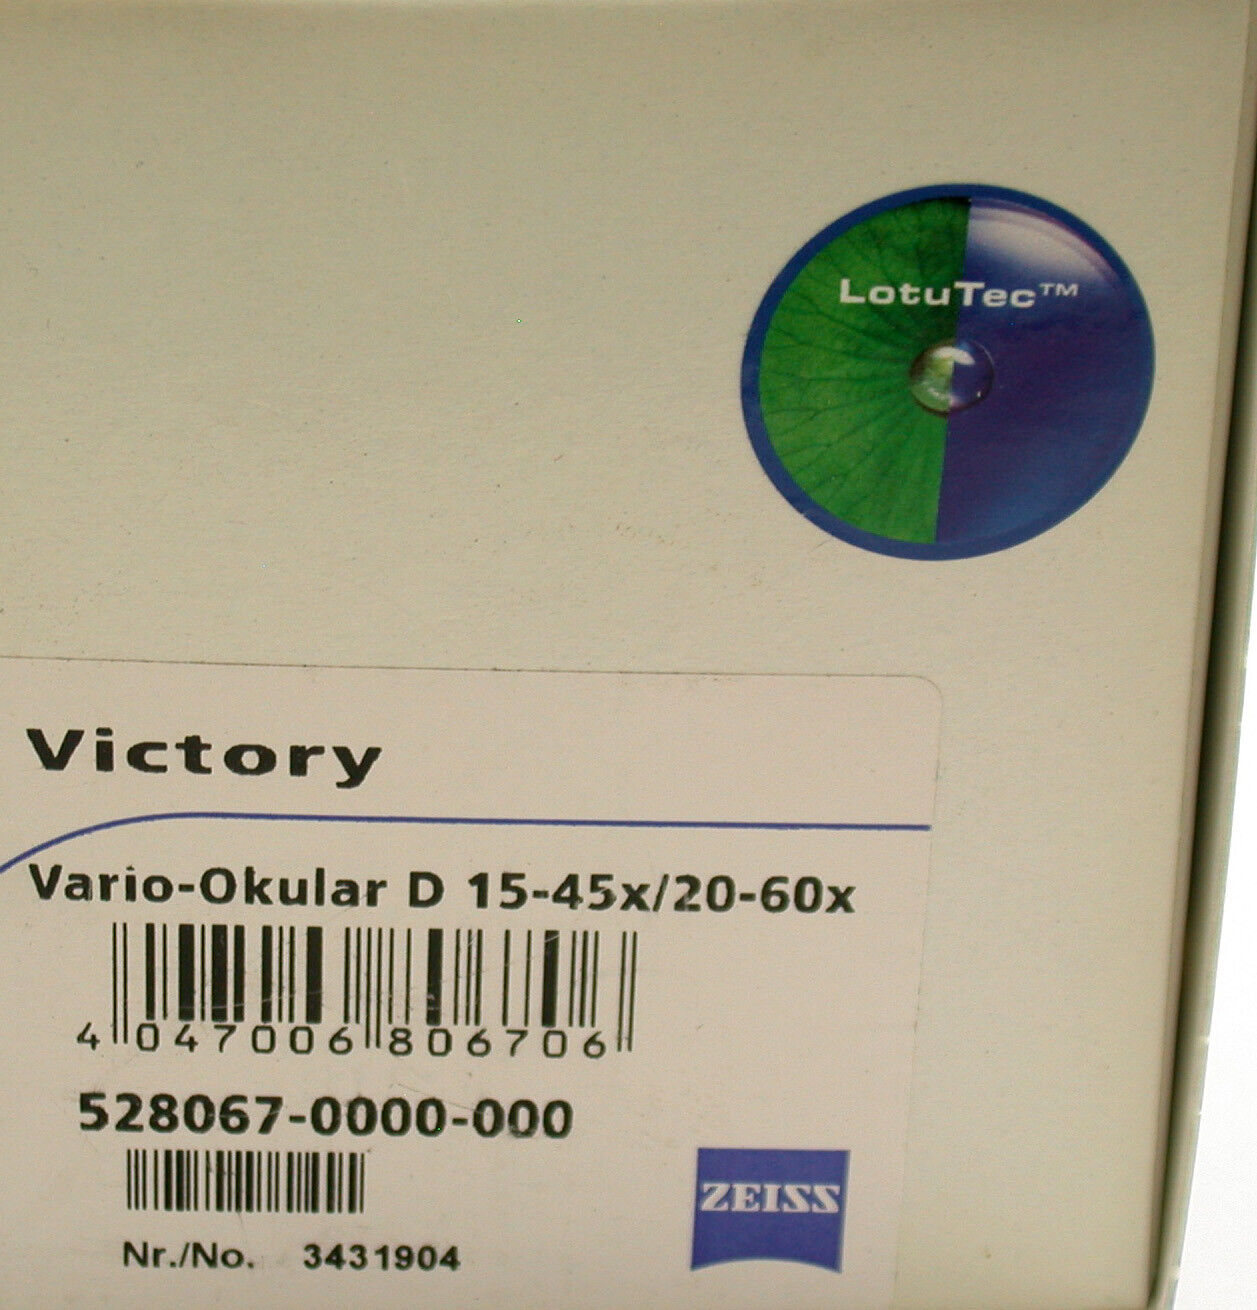 LotuTec™
Victory
Vario-Okular D 15-45x/20-60x
4 047006 806706
528067-0000-000
ZEISS
Nr./No. 3431904